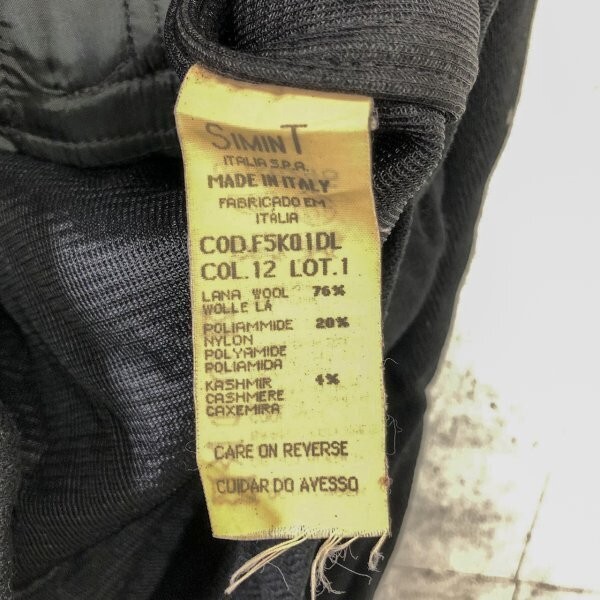 SIMINT
ITALIA S.P.A.
MADE IN ITALY
FABRICADO EM
ITÁLIA
COD.F5K01DL
COL.12 LOT.1
LANA WOOL 76%
WOLLE LÁ
POLIAMMIDE 20%
NYLON
POLYAMIDE
POLIAMIDA
KASHMIR 4%
CASHMERE
CAXEMIRA
CARE ON REVERSE
CUIDAR DO AVESSO